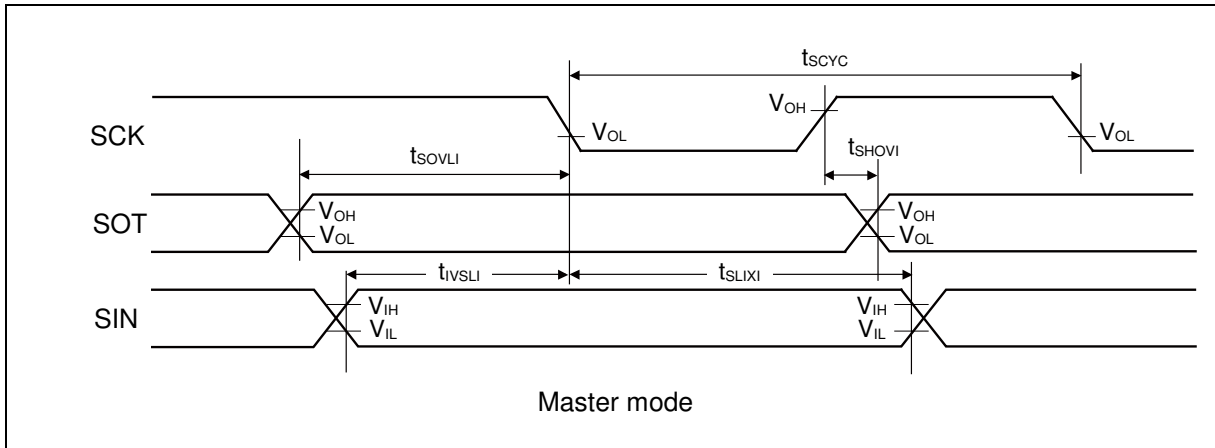 tSCYC
SCK
VOH
VOL
VOL
tSOVLI
tSHOVI
SOT
VOH
VOL
VOH
VOL
tIVSLI
tSLIXI
SIN
VIH
VIL
VIH
VIL
Master mode